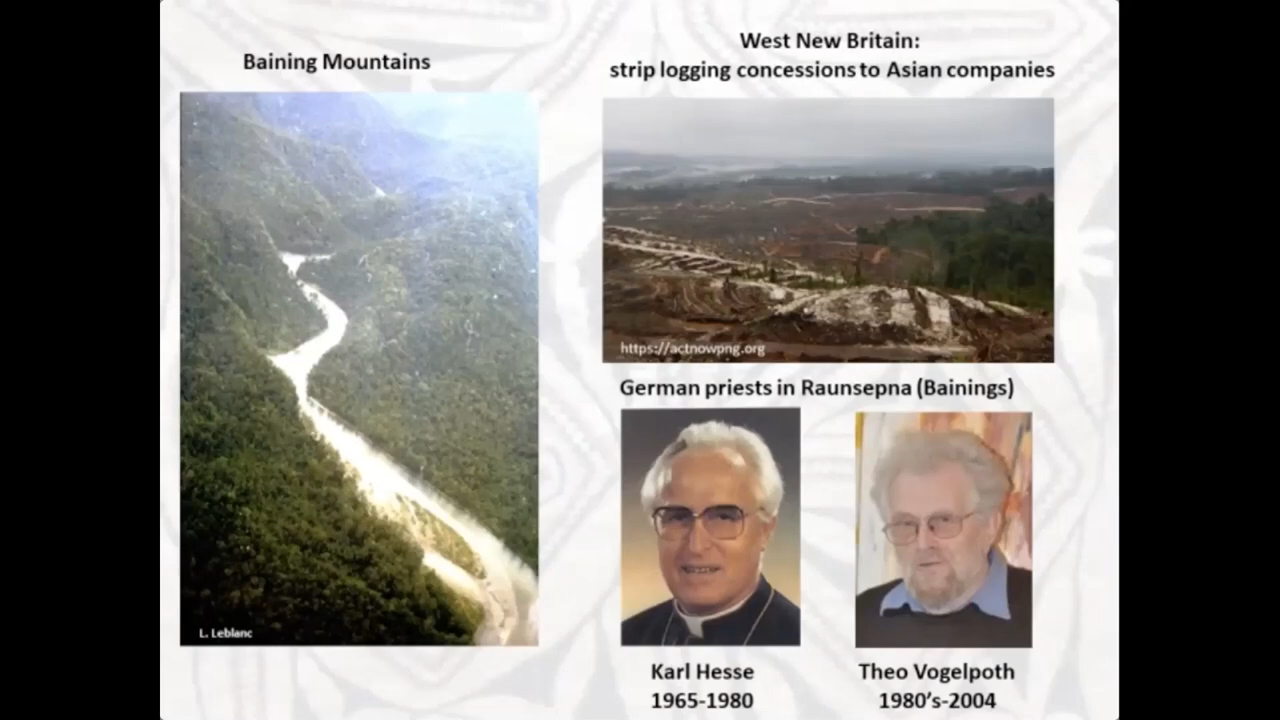 Baining Mountains
L. Leblanc
West New Britain:
strip logging concessions to Asian companies
https://actnowpng.org
German priests in Raunsepna (Bainings)
Karl Hesse
1965-1980
Theo Vogelpoth
1980's-2004